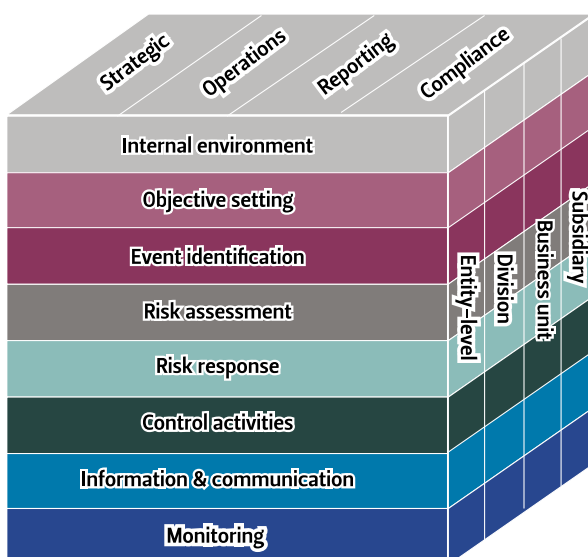 Strategic
Operations
Reporting
Compliance
Internal environment
Objective setting
Event identification
Risk assessment
Risk response
Control activities
Information & communication
Monitoring
Entity-level
Division
Business unit
Subsidiary